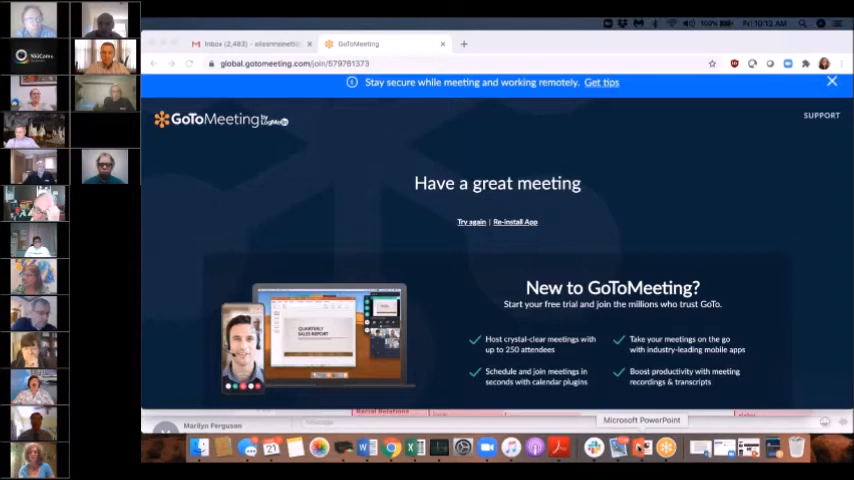 100%
Fri 10:12 AM
GoToMeeting
global.gotomeeting.com/join/579761373
Stay secure while meeting and working remotely. Get tips
GoToMeeting by LogMeIn
SUPPORT
Have a great meeting
Try again | Re-install App
New to GoToMeeting?
Start your free trial and join the millions who trust GoTo.
QUARTERLY
SALES REPORT
Host crystal-clear meetings with
up to 250 attendees
Take your meetings on the go
with industry-leading mobile apps
Schedule and join meetings in
seconds with calendar plugins
Boost productivity with meeting
recordings & transcripts
Marilyn Ferguson
Microsoft PowerPoint
21
YouCam